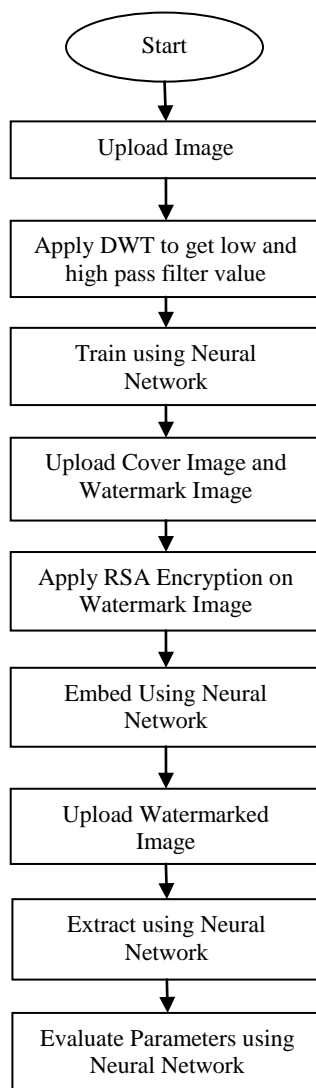 Start
Upload Image
Apply DWT to get low and
high pass filter value
Train using Neural
Network
Upload Cover Image and
Watermark Image
Apply RSA Encryption on
Watermark Image
Embed Using Neural
Network
Upload Watermarked
Image
Extract using Neural
Network
Evaluate Parameters using
Neural Network